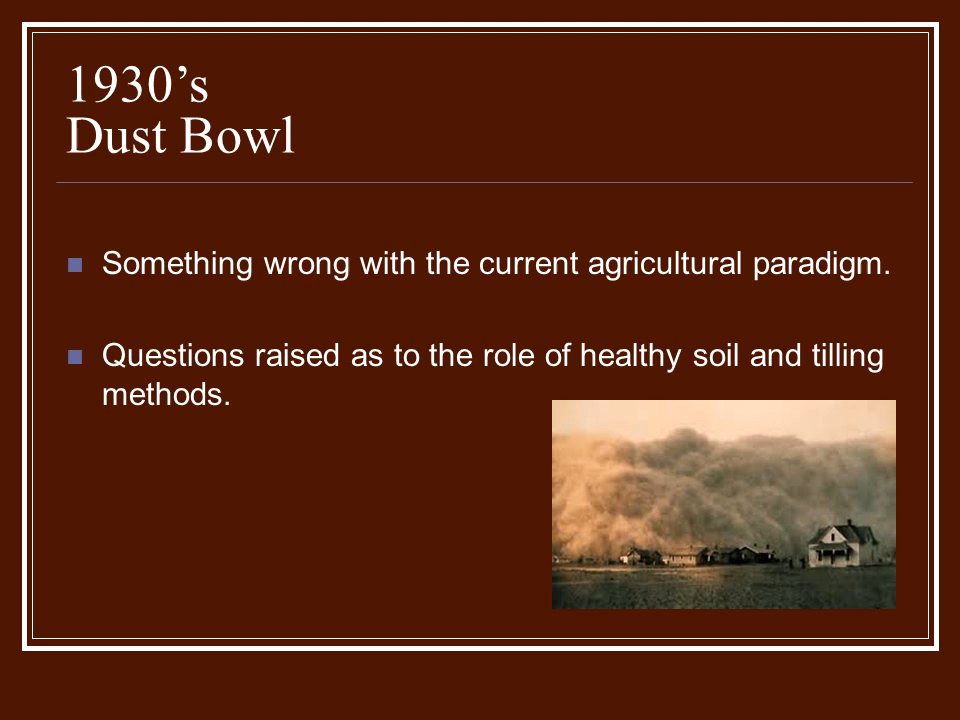 1930’s
Dust Bowl
Something wrong with the current agricultural paradigm.
Questions raised as to the role of healthy soil and tilling
methods.